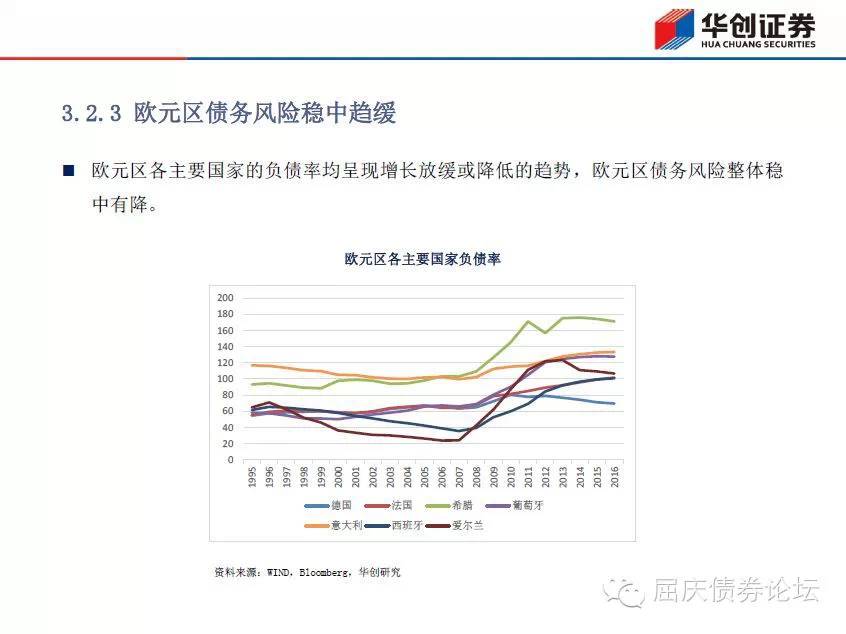 华创证券
HUA CHUANG SECURITIES
3.2.3 欧元区债务风险稳中趋缓
■ 欧元区各主要国家的负债率均呈现增长放缓或降低的趋势，欧元区债务风险整体稳
中有降。
欧元区各主要国家负债率
200
180
160
140
120
100
80
60
40
20
0
1995 1996 1997 1998 1999 2000 2001 2002 2003 2004 2005 2006 2007 2008 2009 2010 2011 2012 2013 2014 2015 2016
德国 法国 希腊 葡萄牙
意大利 西班牙 爱尔兰
资料来源：WIND，Bloomberg，华创研究
屈庆债券论坛